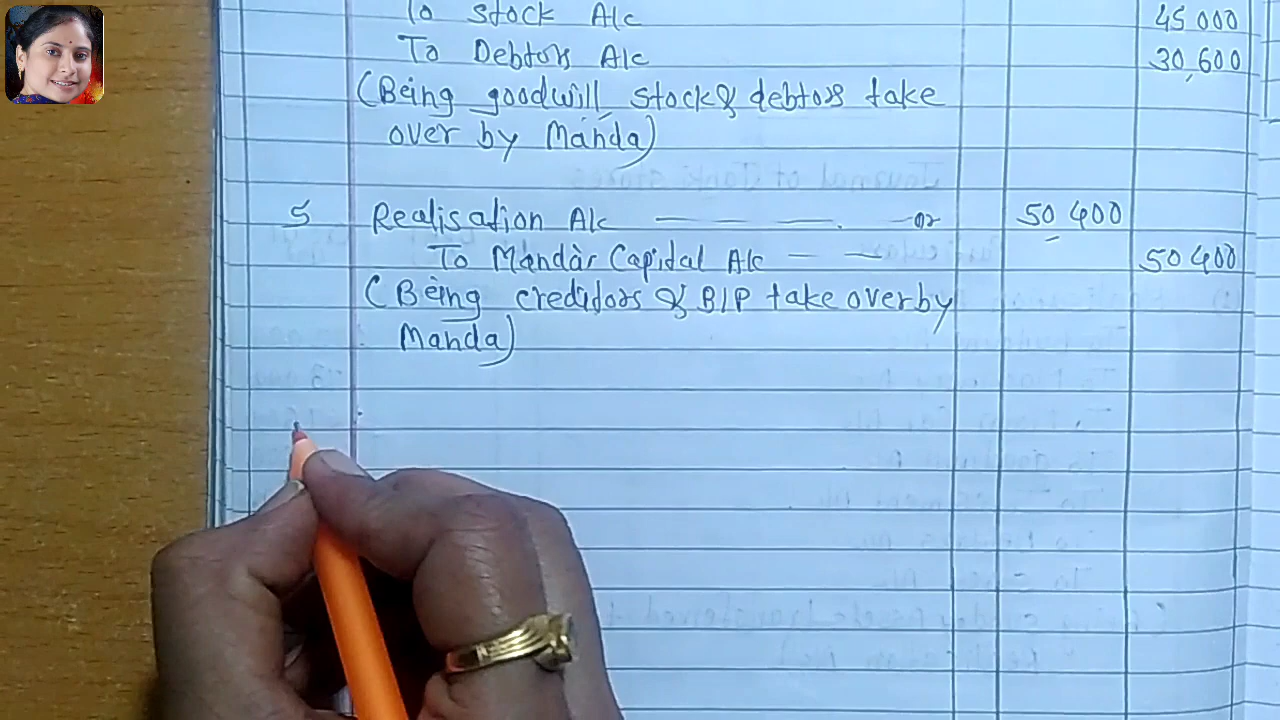 To Stock A/c 45 000
To Debtors A/c 30,600
(Being goodwill, stock & debtors take
over by Manda)
5 Realisation A/c — — — . — Dr 50 400
To Manda's Capital A/c — — 50 400
(Being creditors & B/P take over by
Manda)